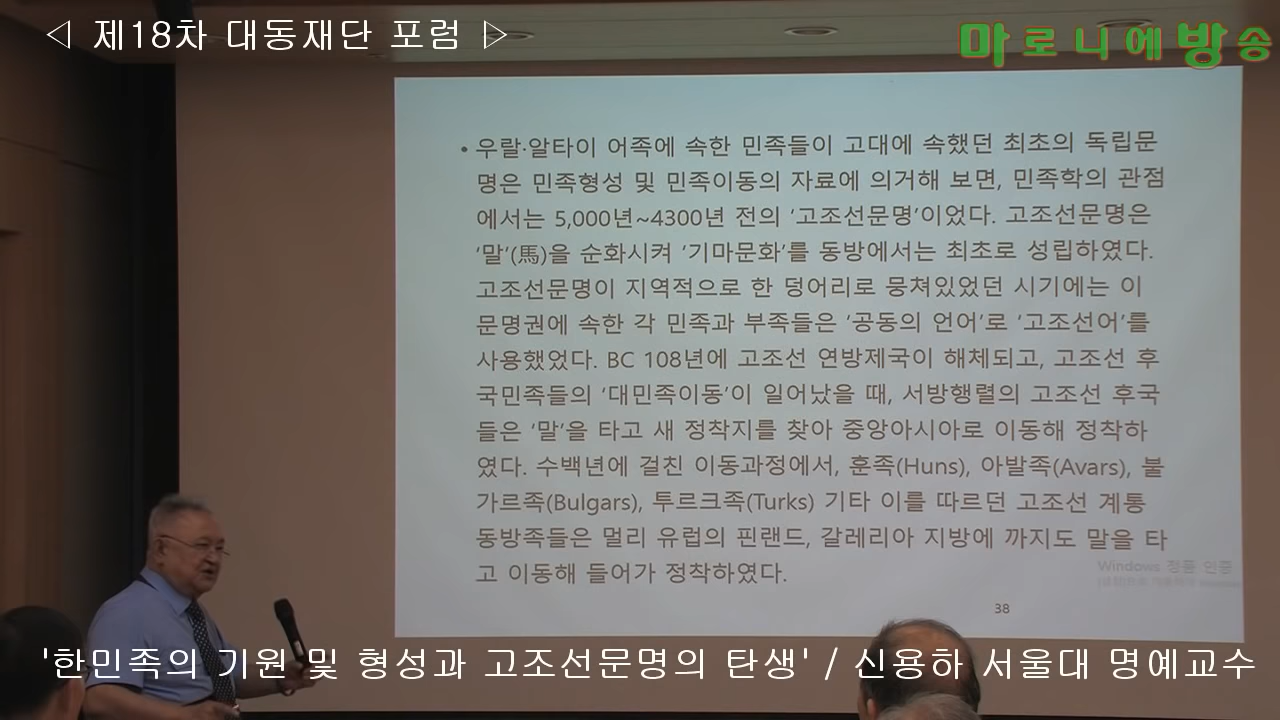 ◁ 제18차 대동재단 포럼 ▷
마로니에방송
• 우랄·알타이 어족에 속한 민족들이 고대에 속했던 최초의 독립문
명은 민족형성 및 민족이동의 자료에 의거해 보면, 민족학의 관점
에서는 5,000년~4300년 전의 '고조선문명'이었다. 고조선문명은
'말'(馬)을 순화시켜 '기마문화'를 동방에서는 최초로 성립하였다.
고조선문명이 지역적으로 한 덩어리로 뭉쳐있었던 시기에는 이
문명권에 속한 각 민족과 부족들은 '공동의 언어'로 '고조선어'를
사용했었다. BC 108년에 고조선 연방제국이 해체되고, 고조선 후
국민족들의 '대민족이동'이 일어났을 때, 서방행렬의 고조선 후국
들은 '말'을 타고 새 정착지를 찾아 중앙아시아로 이동해 정착하
였다. 수백년에 걸친 이동과정에서, 훈족(Huns), 아발족(Avars), 불
가르족(Bulgars), 투르크족(Turks) 기타 이를 따르던 고조선 계통
동방족들은 멀리 유럽의 핀랜드, 갈레리아 지방에 까지도 말을 타
고 이동해 들어가 정착하였다.
Windows 정품 인증
38
'한민족의 기원 및 형성과 고조선문명의 탄생' / 신용하 서울대 명예교수